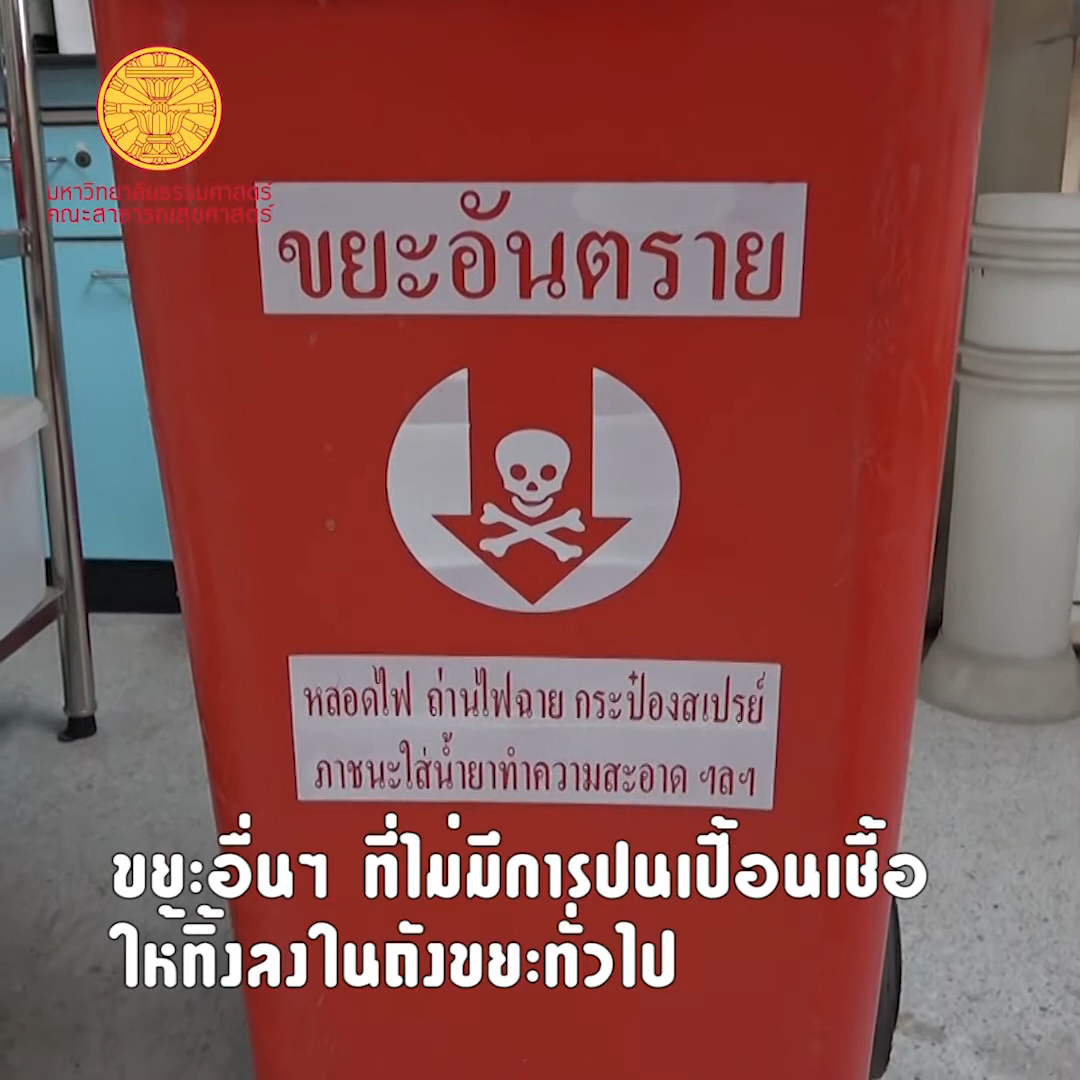 มหาวิทยาลัยธรรมศาสตร์
คณะสาธารณสุขศาสตร์
ขยะอันตราย
หลอดไฟ ถ่านไฟฉาย กระป๋องสเปรย์
ภาชนะใส่น้ำยาทำความสะอาด ฯลฯ
ขยะอื่นๆ ที่ไม่มีการปนเปื้อนเชื้อ
ให้ทิ้งลงในถังขยะทั่วไป